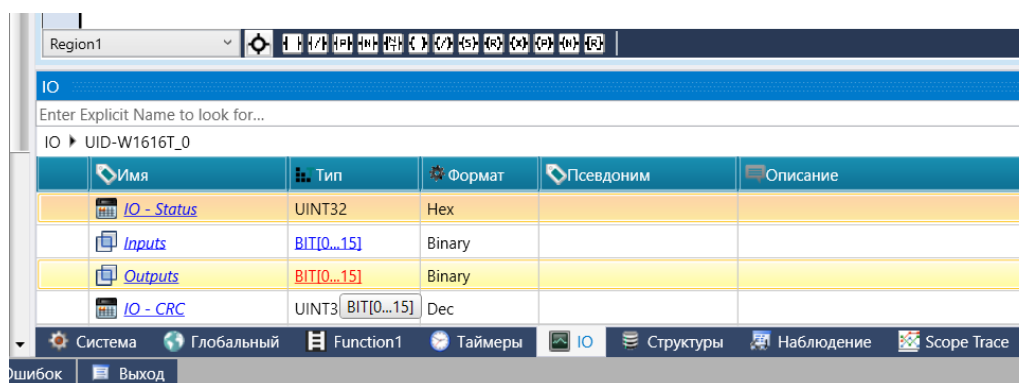 Region1
IO
Enter Explicit Name to look for...
IO UID-W1616T_0
Имя Тип Формат Псевдоним Описание
IO - Status UINT32 Hex
Inputs BIT[0...15] Binary
Outputs BIT[0...15] Binary
IO - CRC UINT3 BIT[0...15] Dec
Система Глобальный Function1 Таймеры IO Структуры Наблюдение Scope Trace
Выход